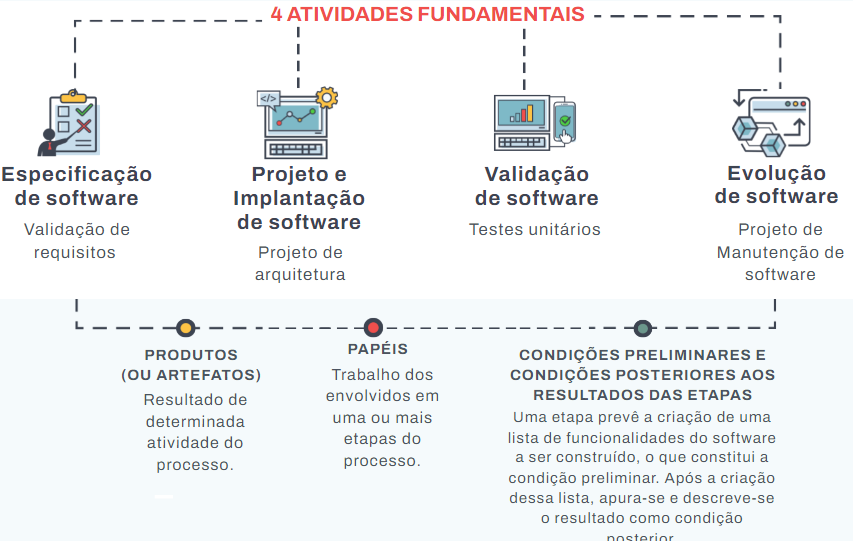 4 ATIVIDADES FUNDAMENTAIS
</>
Especificação
de software
Validação de
requisitos
Projeto e
Implantação
de software
Projeto de
arquitetura
Validação
de software
Testes unitários
Evolução
de software
Projeto de
Manutenção de
software
PRODUTOS
(OU ARTEFATOS)
Resultado de
determinada
atividade do
processo.
PAPÉIS
Trabalho dos
envolvidos em
uma ou mais
etapas do
processo.
CONDIÇÕES PRELIMINARES E
CONDIÇÕES POSTERIORES AOS
RESULTADOS DAS ETAPAS
Uma etapa prevê a criação de uma
lista de funcionalidades do software
a ser construído, o que constitui a
condição preliminar. Após a criação
dessa lista, apura-se e descreve-se
o resultado como condição
posterior.